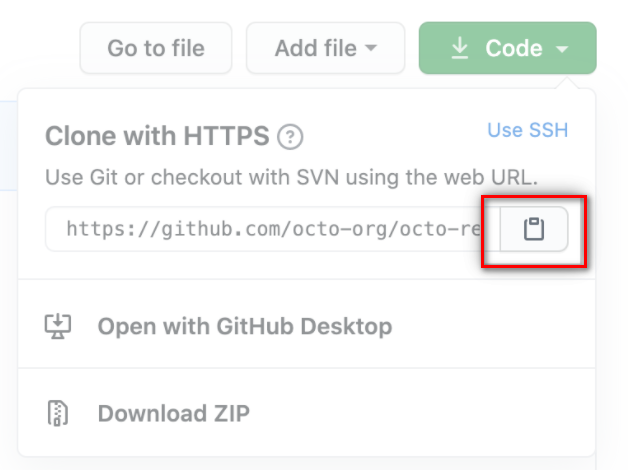 Go to file
Add file
Code
Clone with HTTPS
Use SSH
Use Git or checkout with SVN using the web URL.
https://github.com/octo-org/octo-re
Open with GitHub Desktop
Download ZIP